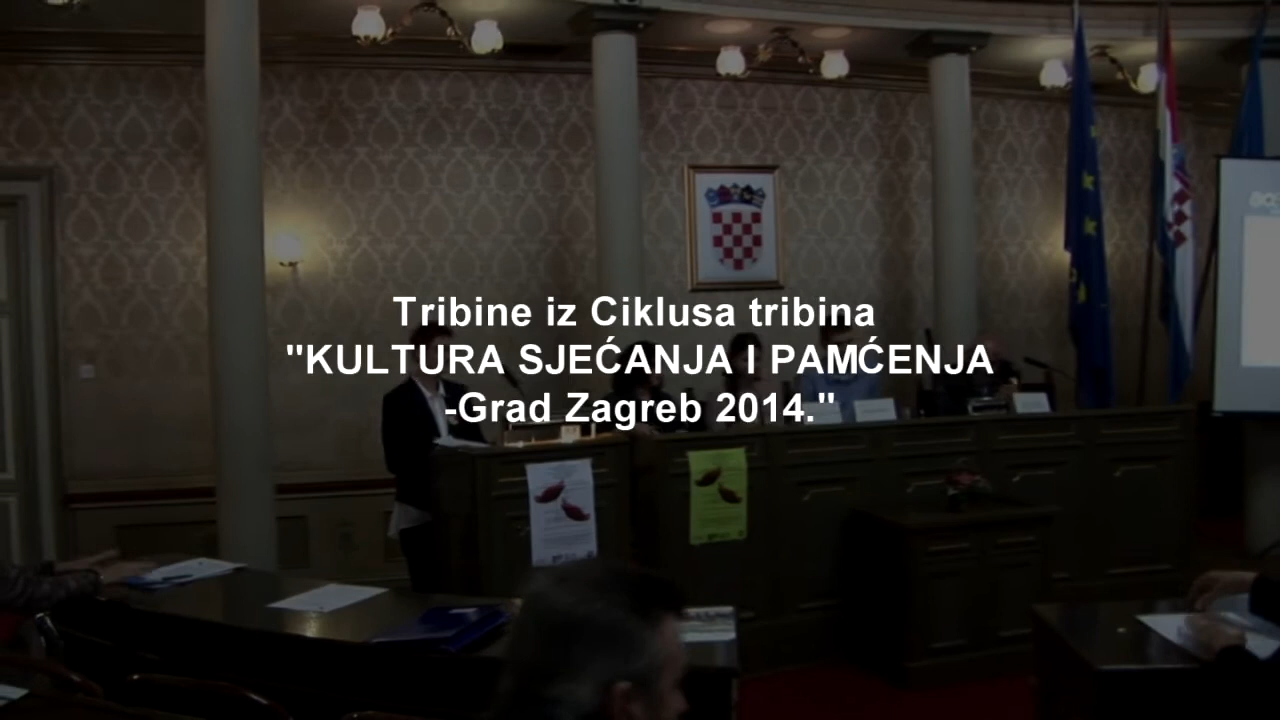 Tribine iz Ciklusa tribina
"KULTURA SJEĆANJA I PAMĆENJA
-Grad Zagreb 2014."